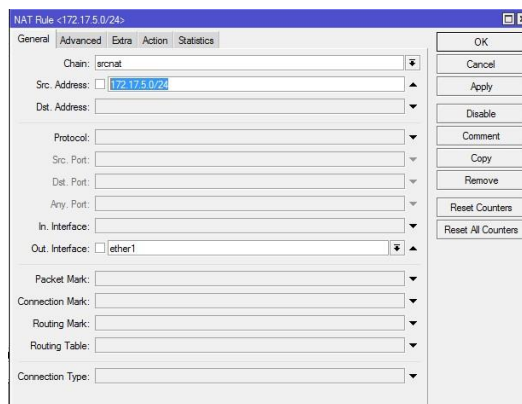 NAT Rule <172.17.5.0/24>
General Advanced Extra Action Statistics
Chain: srcnat
Src. Address: 172.17.5.0/24
Dst. Address:
Protocol:
Src. Port:
Dst. Port:
Any. Port:
In. Interface:
Out. Interface: ether1
Packet Mark:
Connection Mark:
Routing Mark:
Routing Table:
Connection Type:
OK
Cancel
Apply
Disable
Comment
Copy
Remove
Reset Counters
Reset All Counters